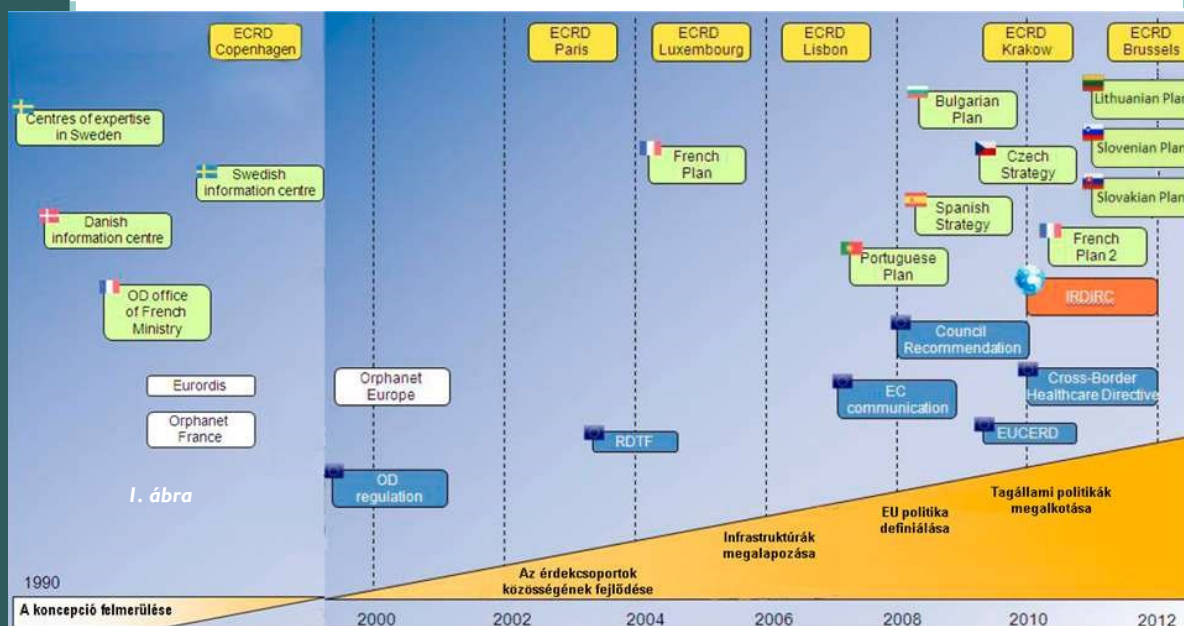 ECRD
Copenhagen
ECRD
Paris
ECRD
Luxembourg
ECRD
Lisbon
ECRD
Krakow
ECRD
Brussels
Centres of expertise
in Sweden
Swedish
information centre
Danish
information centre
OD office
of French
Ministry
Eurordis
Orphanet
France
Orphanet
Europe
OD
regulation
French
Plan
RDTF
Bulgarian
Plan
Spanish
Strategy
Portuguese
Plan
Council
Recommendation
EC
communication
Czech
Strategy
French
Plan 2
IRDiRC
Cross-Border
Healthcare Directive
EUCERD
Lithuanian Plan
Slovenian Plan
Slovakian Plan
1. ábra
1990
A koncepció felmerülése
Az érdekcsoportok
közösségének fejlődése
Infrastruktúrák
megalapozása
EU politika
definiálása
Tagállami politikák
megalkotása
2000
2002
2004
2006
2008
2010
2012